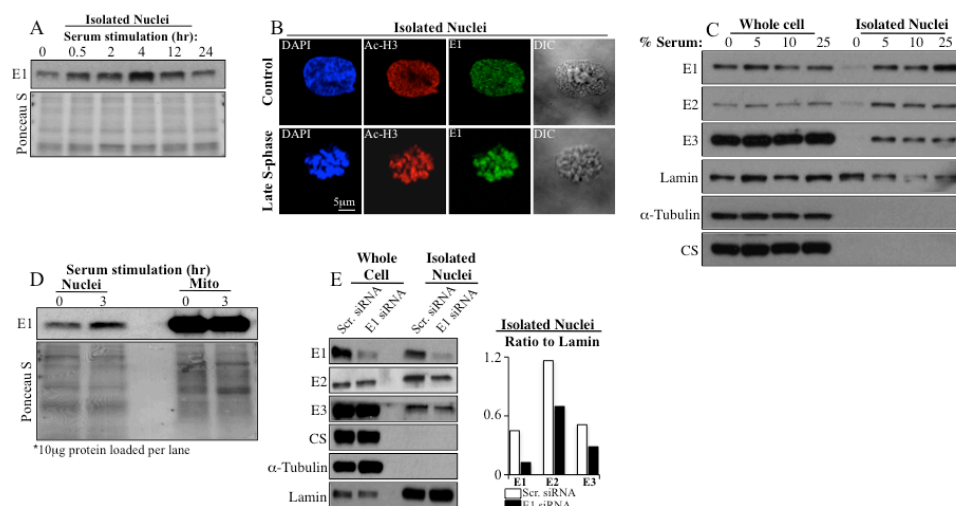 A
Isolated Nuclei
Serum stimulation (hr):
0 0.5 2 4 12 24
E1
Ponceau S
B
Isolated Nuclei
DAPI Ac-H3 E1 DIC
Control
DAPI Ac-H3 E1 DIC
Late S-phase
5μm
C
Whole cell Isolated Nuclei
% Serum: 0 5 10 25 0 5 10 25
E1
E2
E3
Lamin
α-Tubulin
CS
D
Serum stimulation (hr)
Nuclei Mito
0 3 0 3
E1
Ponceau S
*10μg protein loaded per lane
E
Whole Cell
Isolated Nuclei
Scr. siRNA E1 siRNA Scr. siRNA E1 siRNA
E1
E2
E3
CS
α-Tubulin
Lamin
Isolated Nuclei
Ratio to Lamin
1.2
0.6
0
E1 E2 E3
Scr. siRNA
E1 siRNA